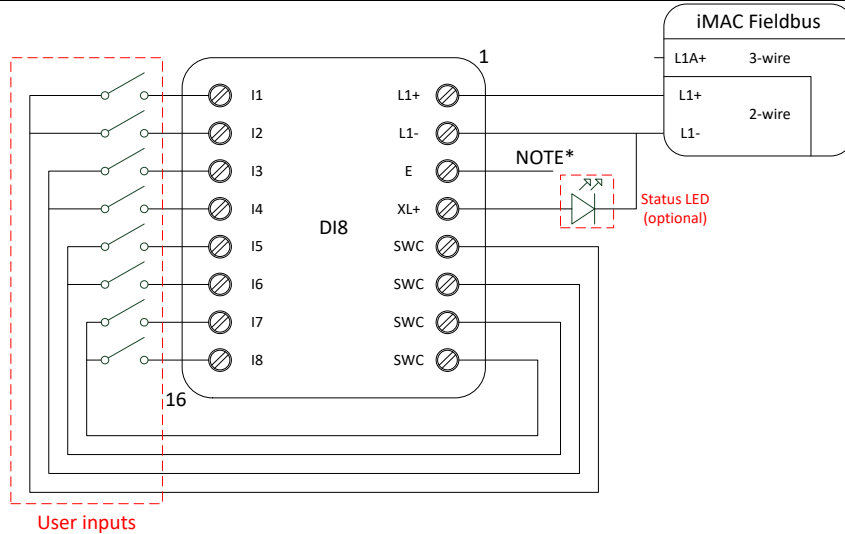 iMAC Fieldbus
L1A+ 3-wire
L1+
2-wire
L1-
1
I1 L1+
I2 L1-
I3 E
NOTE*
I4 XL+
Status LED
(optional)
DI8
I5 SWC
I6 SWC
I7 SWC
I8 SWC
16
User inputs